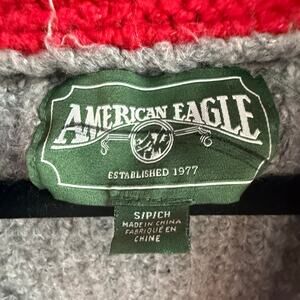 AMERICAN EAGLE
ESTABLISHED 1977
S/P/CH
MADE IN CHINA
FABRIQUÉ EN
CHINE